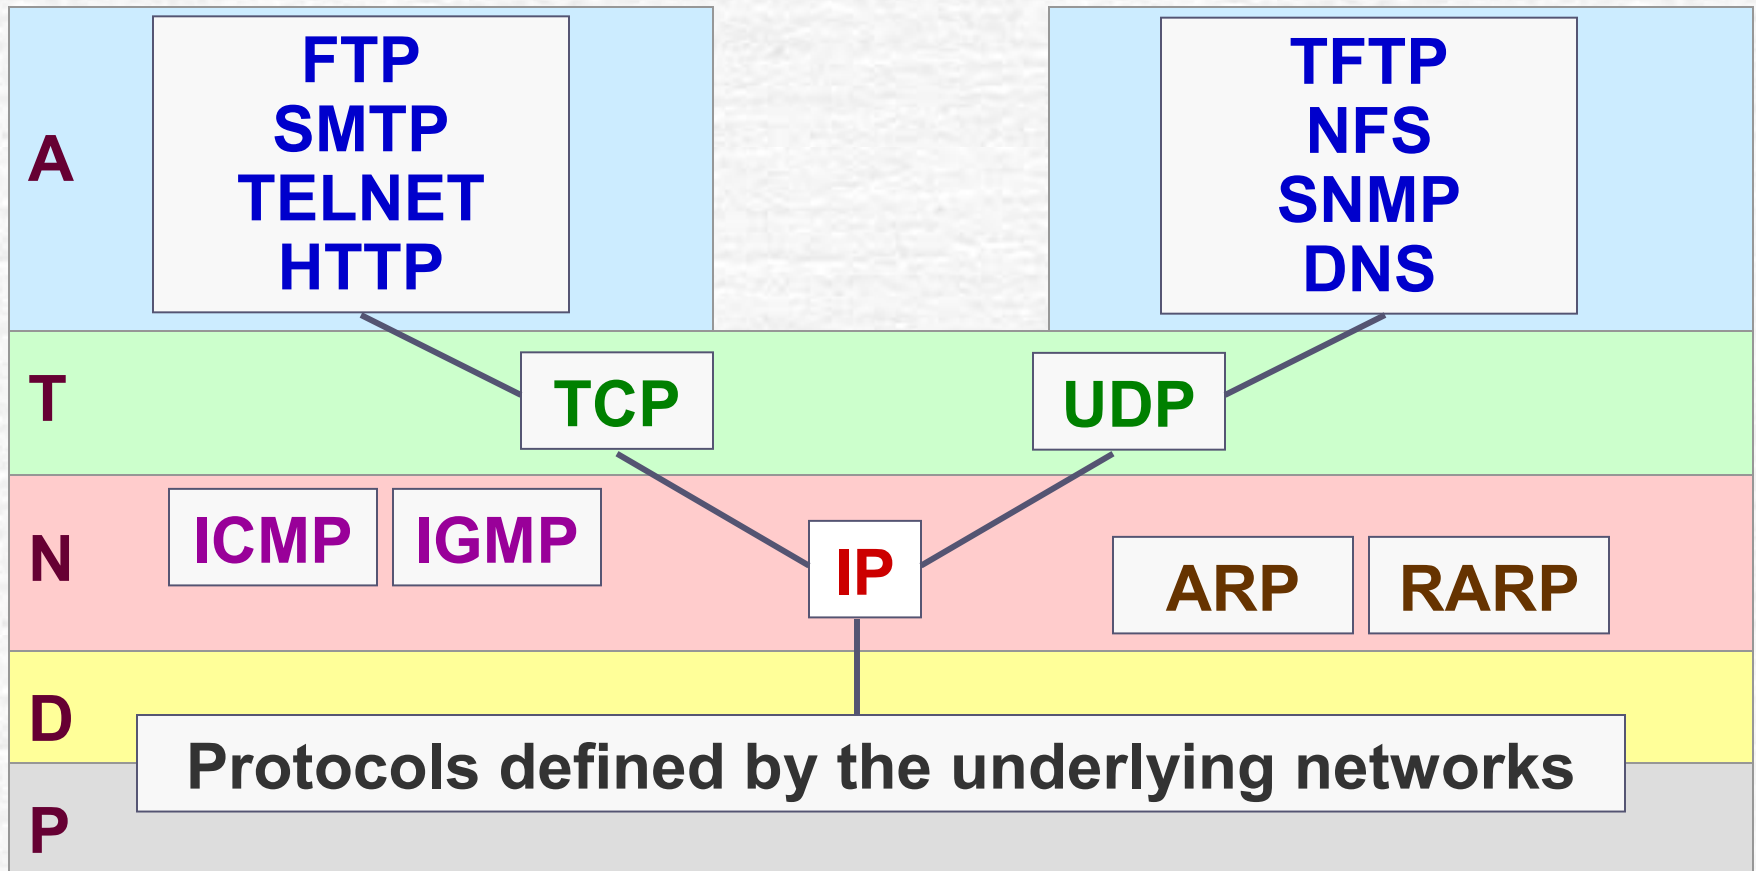 A
FTP
SMTP
TELNET
HTTP
TFTP
NFS
SNMP
DNS
T
TCP
UDP
N
ICMP
IGMP
IP
ARP
RARP
D
Protocols defined by the underlying networks
P